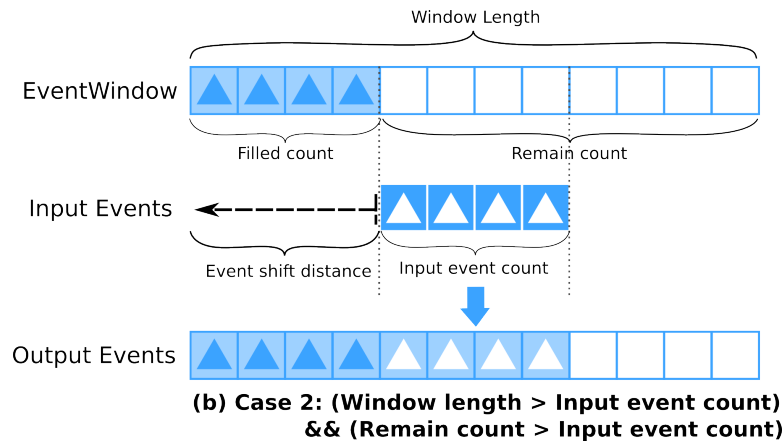 Window Length
EventWindow
Filled count
Remain count
Input Events
Event shift distance
Input event count
Output Events
(b) Case 2: (Window length > Input event count)
&& (Remain count > Input event count)